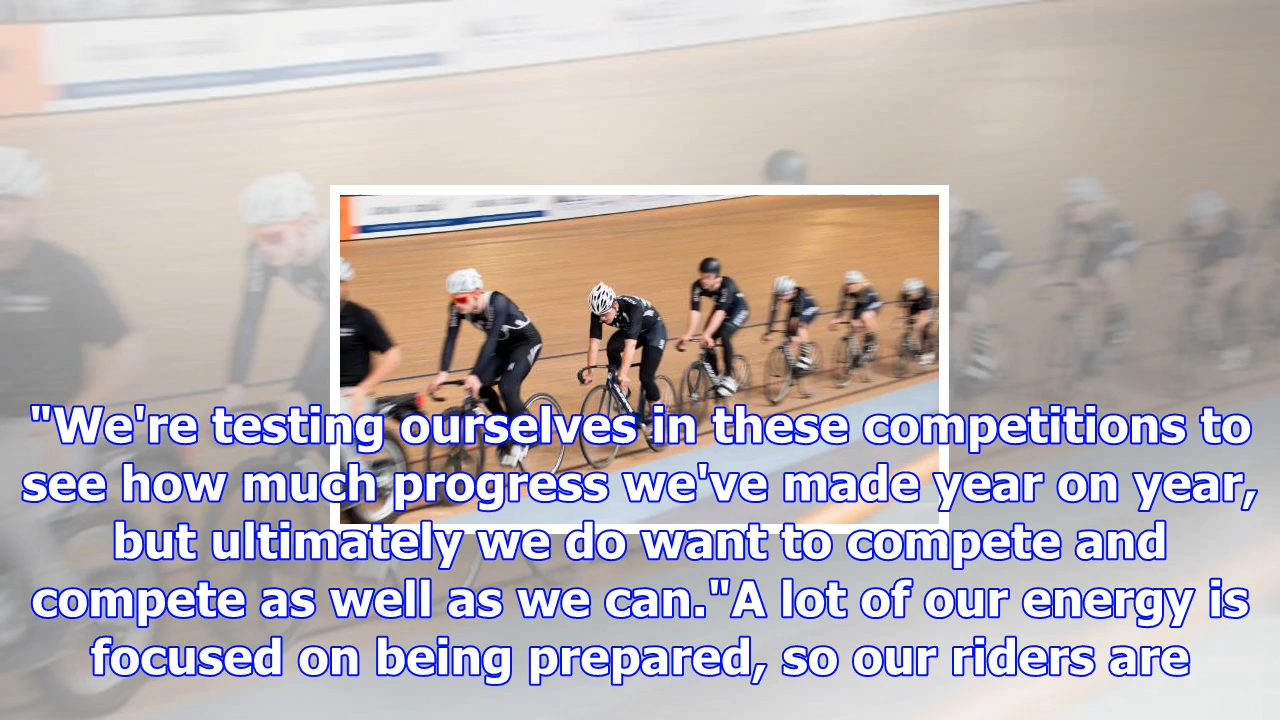 "We're testing ourselves in these competitions to
see how much progress we've made year on year,
but ultimately we do want to compete and
compete as well as we can."A lot of our energy is
focused on being prepared, so our riders are